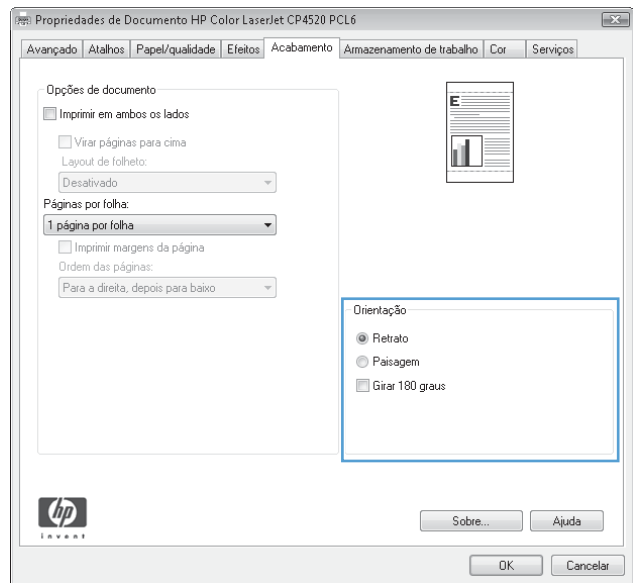 Propriedades de Documento HP Color LaserJet CP4520 PCL6
Avançado Atalhos Papel/qualidade Efeitos Acabamento Armazenamento de trabalho Cor Serviços
Opções de documento
Imprimir em ambos os lados
Virar páginas para cima
Layout de folheto:
Desativado
Páginas por folha:
1 página por folha
Imprimir margens da página
Ordem das páginas:
Para a direita, depois para baixo
E
Orientação
Retrato
Paisagem
Girar 180 graus
hp
invent
Sobre... Ajuda
OK Cancelar